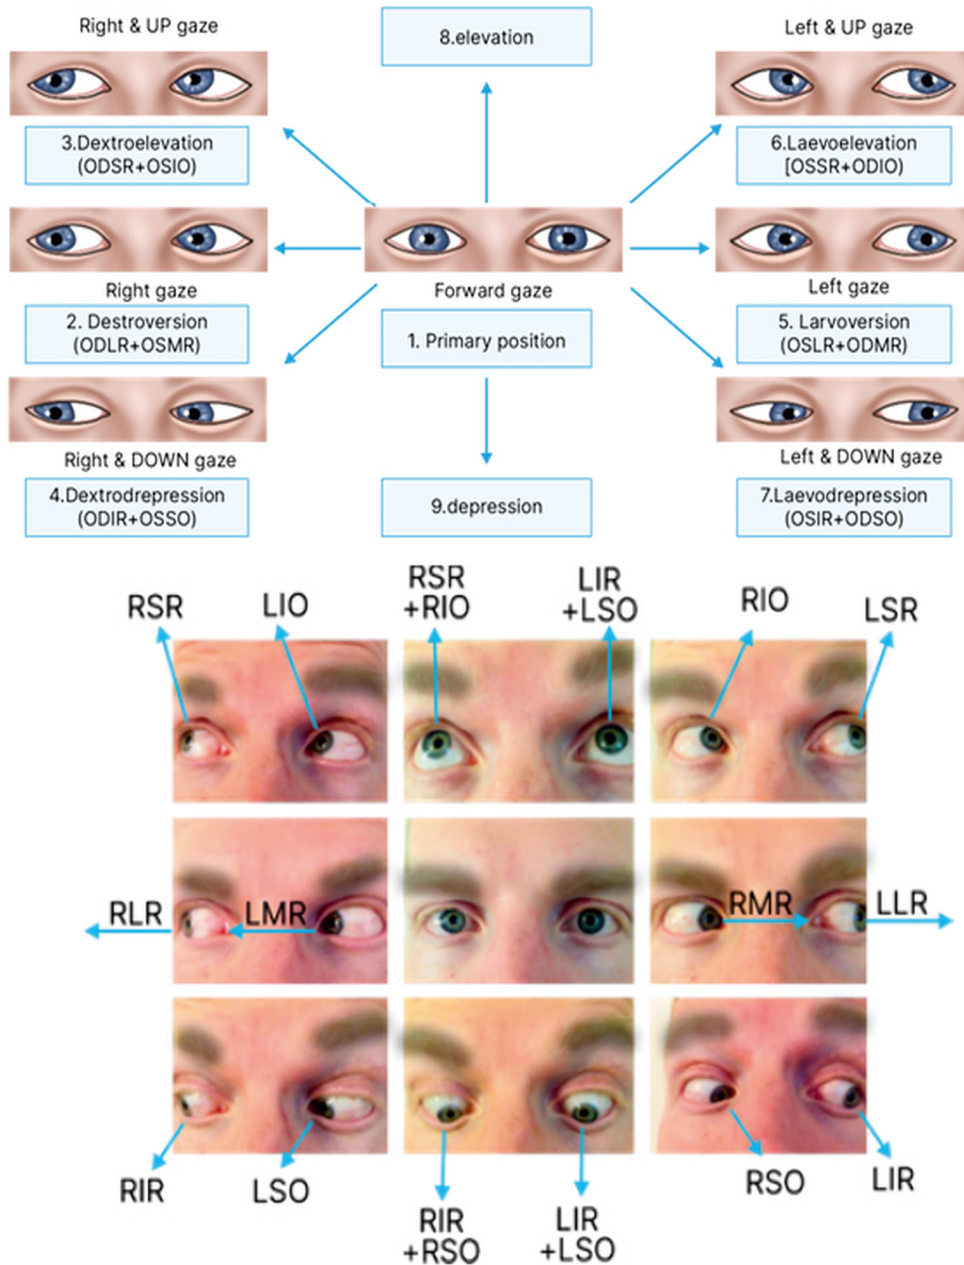 Right & UP gaze
8.elevation
Left & UP gaze
3.Dextroelevation
(ODSR+OSIO)
6.Laevoelevation
[OSSR+ODIO)
Right gaze
Forward gaze
Left gaze
2. Destroversion
(ODLR+OSMR)
1. Primary position
5. Larvoversion
(OSLR+ODMR)
Right & DOWN gaze
Left & DOWN gaze
4.Dextrodrepression
(ODIR+OSSO)
9.depression
7.Laevodrepression
(OSIR+ODSO)
RSR
LIO
RSR
+RIO
LIR
+LSO
RIO
LSR
RLR
LMR
RMR
LLR
RIR
LSO
RIR
+RSO
LIR
+LSO
RSO
LIR